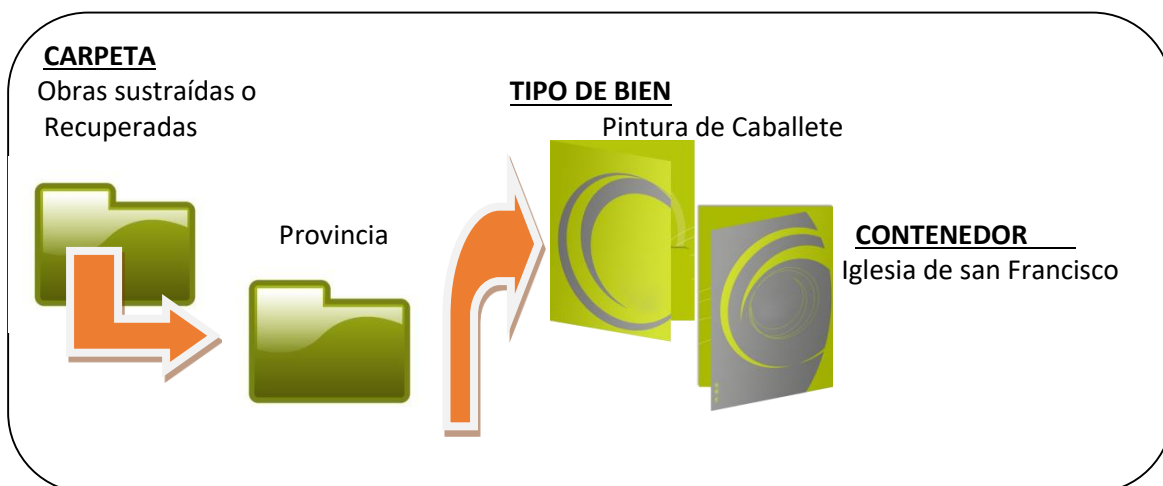 CARPETA
Obras sustraídas o
Recuperadas
Provincia
TIPO DE BIEN
Pintura de Caballete
CONTENEDOR
Iglesia de san Francisco